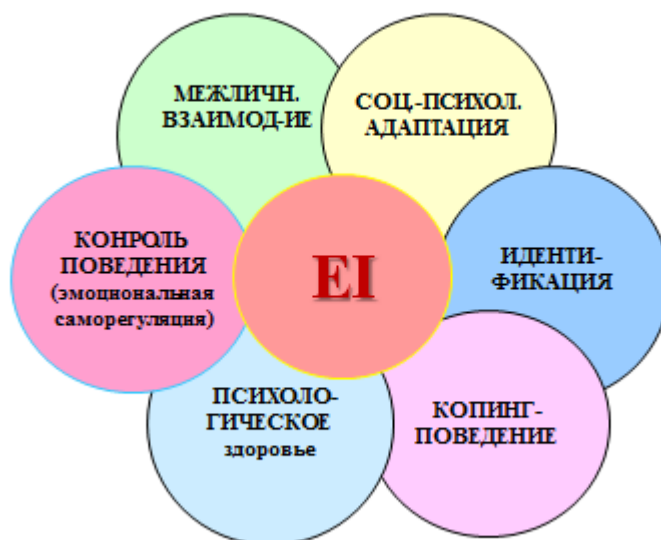 МЕЖЛИЧН.
ВЗАИМОД-ИЕ
СОЦ.-ПСИХОЛ.
АДАПТАЦИЯ
КОНРОЛЬ
ПОВЕДЕНИЯ
(эмоциональная
саморегуляция)
EI
ИДЕНТИ-
ФИКАЦИЯ
ПСИХОЛО-
ГИЧЕСКОЕ
здоровье
КОПИНГ-
ПОВЕДЕНИЕ